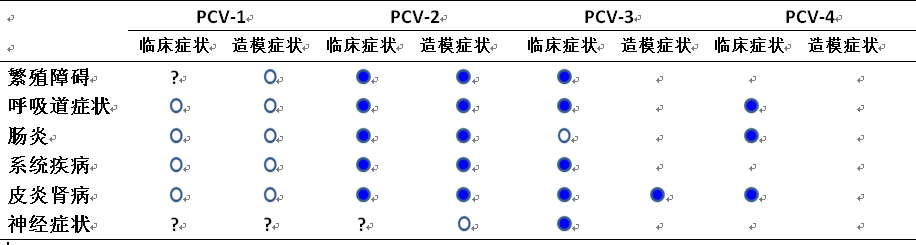 PCV-1 PCV-2 PCV-3 PCV-4
临床症状 造模症状 临床症状 造模症状 临床症状 造模症状 临床症状 造模症状
繁殖障碍 ? ○ ● ● ●
呼吸道症状 ○ ○ ● ● ● ●
肠炎 ○ ○ ● ● ○ ●
系统疾病 ○ ○ ● ● ●
皮炎肾病 ○ ○ ● ● ● ● ●
神经症状 ? ? ? ○ ●